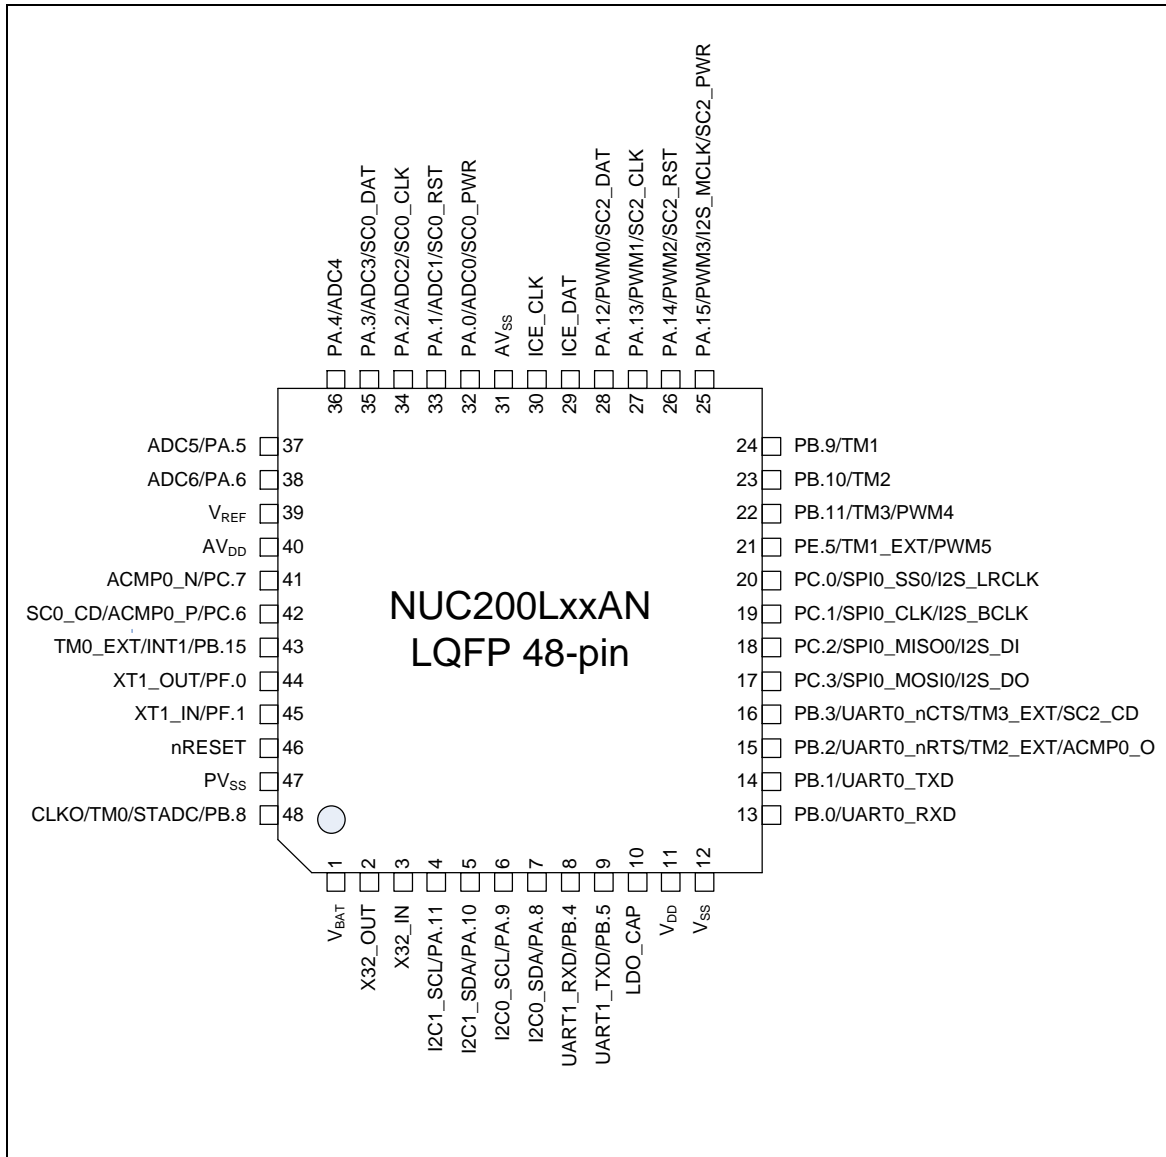 PA.4/ADC4
PA.3/ADC3/SC0_DAT
PA.2/ADC2/SC0_CLK
PA.1/ADC1/SC0_RST
PA.0/ADC0/SC0_PWR
AVSS
ICE_CLK
ICE_DAT
PA.12/PWM0/SC2_DAT
PA.13/PWM1/SC2_CLK
PA.14/PWM2/SC2_RST
PA.15/PWM3/I2S_MCLK/SC2_PWR
36
35
34
33
32
31
30
29
28
27
26
25
ADC5/PA.5 37
ADC6/PA.6 38
VREF 39
AVDD 40
ACMP0_N/PC.7 41
SC0_CD/ACMP0_P/PC.6 42
TM0_EXT/INT1/PB.15 43
XT1_OUT/PF.0 44
XT1_IN/PF.1 45
nRESET 46
PVSS 47
CLKO/TM0/STADC/PB.8 48
NUC200LxxAN
LQFP 48-pin
24 PB.9/TM1
23 PB.10/TM2
22 PB.11/TM3/PWM4
21 PE.5/TM1_EXT/PWM5
20 PC.0/SPI0_SS0/I2S_LRCLK
19 PC.1/SPI0_CLK/I2S_BCLK
18 PC.2/SPI0_MISO0/I2S_DI
17 PC.3/SPI0_MOSI0/I2S_DO
16 PB.3/UART0_nCTS/TM3_EXT/SC2_CD
15 PB.2/UART0_nRTS/TM2_EXT/ACMP0_O
14 PB.1/UART0_TXD
13 PB.0/UART0_RXD
1
2
3
4
5
6
7
8
9
10
11
12
VBAT
X32_OUT
X32_IN
I2C1_SCL/PA.11
I2C1_SDA/PA.10
I2C0_SCL/PA.9
I2C0_SDA/PA.8
UART1_RXD/PB.4
UART1_TXD/PB.5
LDO_CAP
VDD
VSS